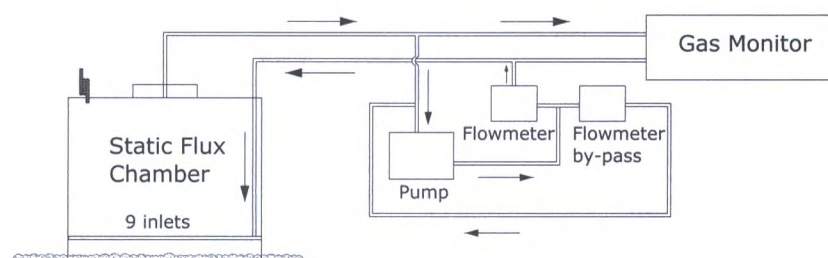 Gas Monitor
Static Flux
Chamber
9 inlets
Pump
Flowmeter
Flowmeter
by-pass